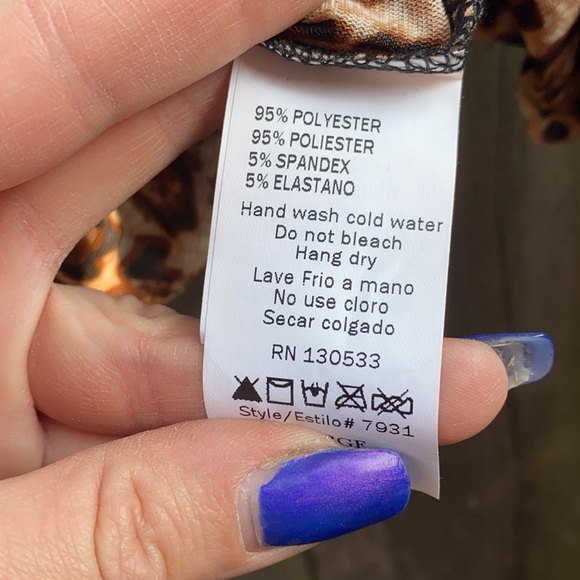 95% POLYESTER
95% POLIESTER
5% SPANDEX
5% ELASTANO
Hand wash cold water
Do not bleach
Hang dry
Lave Frio a mano
No use cloro
Secar colgado
RN 130533
Style/Estilo# 7931